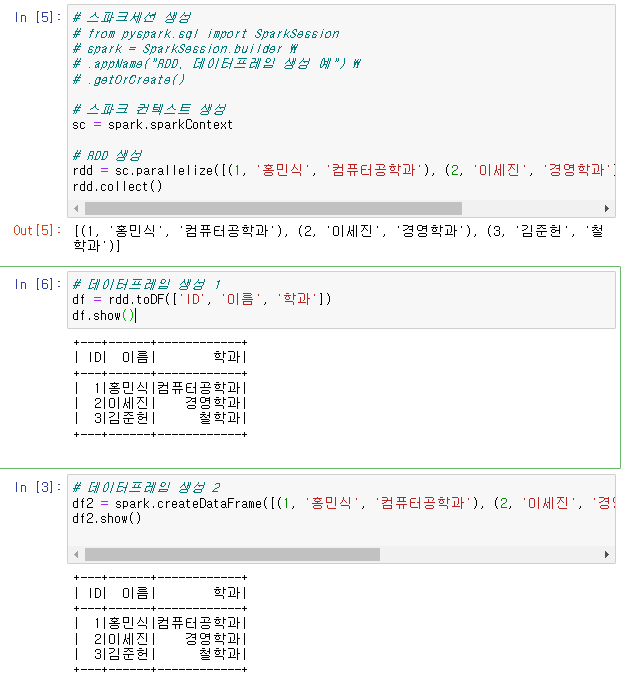 In [5]:
# 스파크세션 생성
# from pyspark.sql import SparkSession
# spark = SparkSession.builder ₩
# .appName("RDD, 데이터프레임 생성 예") ₩
# .getOrCreate()
# 스파크 컨텍스트 생성
sc = spark.sparkContext
# RDD 생성
rdd = sc.parallelize([(1, '홍민식', '컴퓨터공학과'), (2, '이세진', '경영학과'
rdd.collect()
Out[5]:
[(1, '홍민식', '컴퓨터공학과'), (2, '이세진', '경영학과'), (3, '김준헌', '철
학과')]
In [6]:
# 데이터프레임 생성 1
df = rdd.toDF(['ID', '이름', '학과'])
df.show()
+---+------+------------+
| ID|  이름|        학과|
+---+------+------------+
|  1|홍민식|컴퓨터공학과|
|  2|이세진|    경영학과|
|  3|김준헌|      철학과|
+---+------+------------+
In [3]:
# 데이터프레임 생성 2
df2 = spark.createDataFrame([(1, '홍민식', '컴퓨터공학과'), (2, '이세진', '경
df2.show()
+---+------+------------+
| ID|  이름|        학과|
+---+------+------------+
|  1|홍민식|컴퓨터공학과|
|  2|이세진|    경영학과|
|  3|김준헌|      철학과|
+---+------+------------+